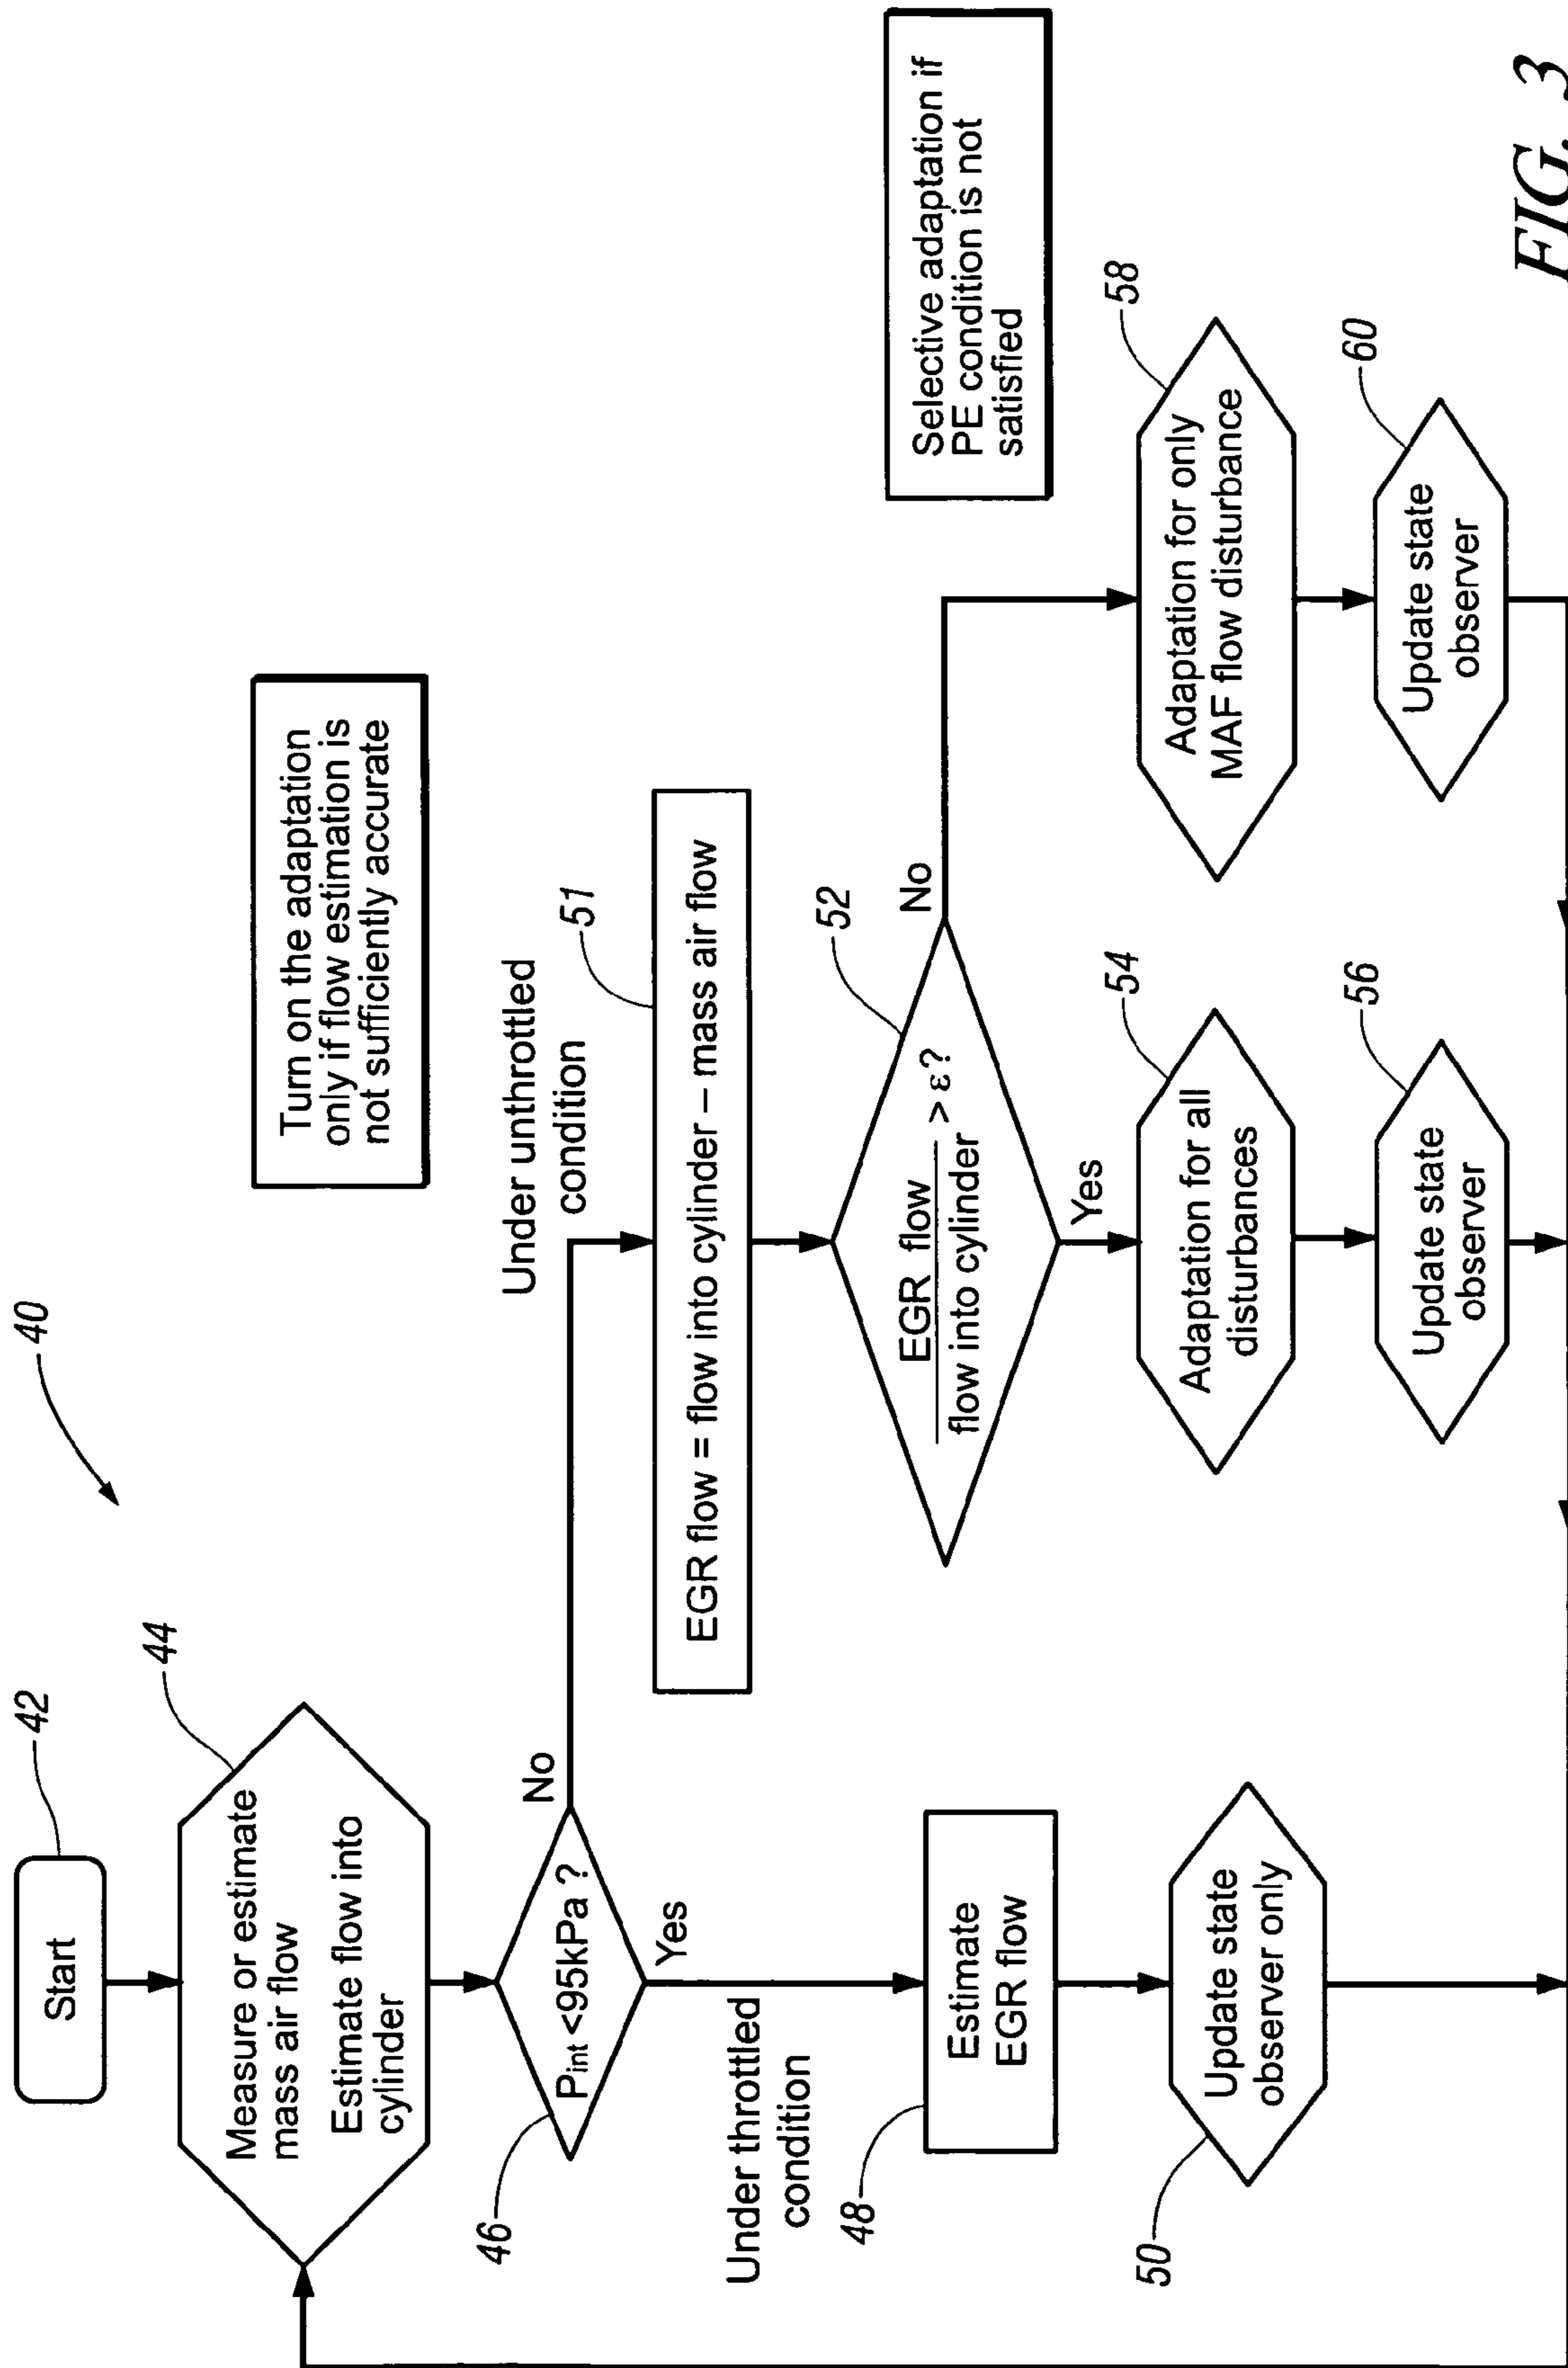 40
Start
42
Measure or estimate
mass air flow
Estimate flow into
cylinder
44
Turn on the adaptation
only if flow estimation is
not sufficiently accurate
46
Pint <95kPa ?
No
Yes
Under unthrottled
condition
Under throttled
condition
51
EGR flow = flow into cylinder – mass air flow
52
EGR flow
flow into cylinder
> ε?
No
Yes
Selective adaptation if
PE condition is not
satisfied
48
Estimate
EGR flow
54
Adaptation for all
disturbances
58
Adaptation for only
MAF flow disturbance
50
Update state
observer only
56
Update state
observer
60
Update state
observer
FIG. 3